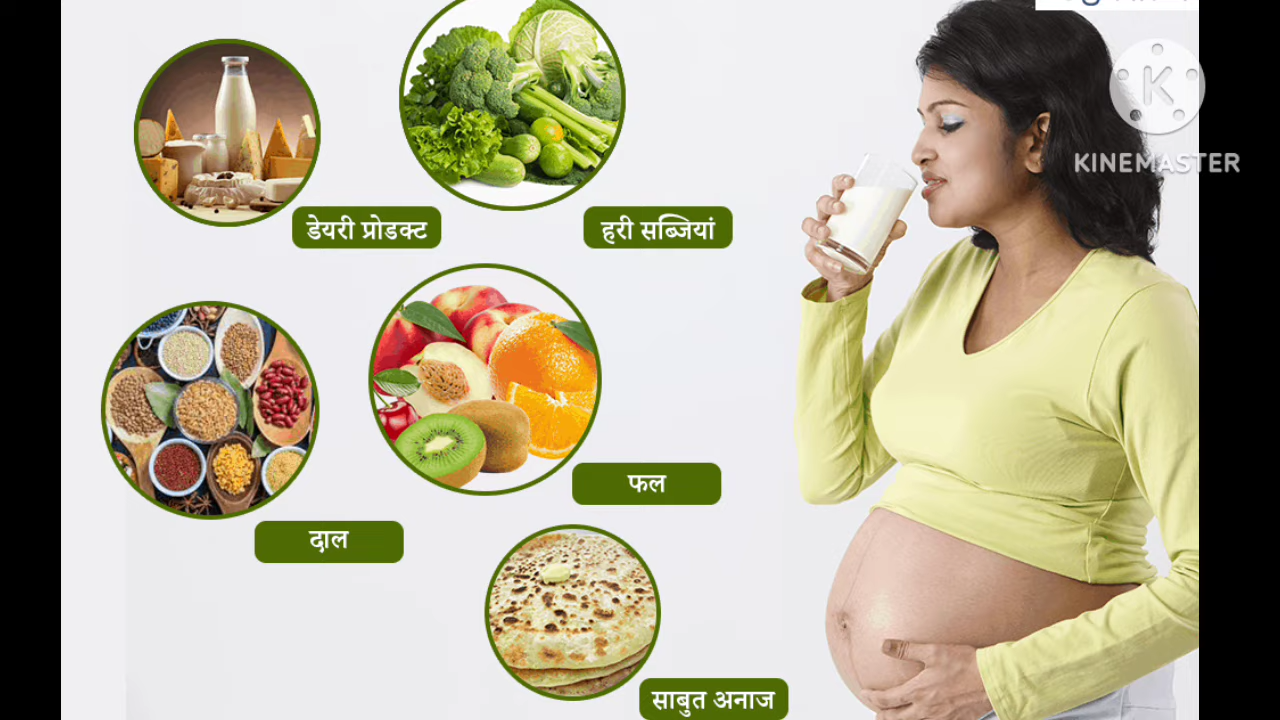 डेयरी प्रोडक्ट
हरी सब्जियां
KINEMASTER
फल
दाल
साबुत अनाज